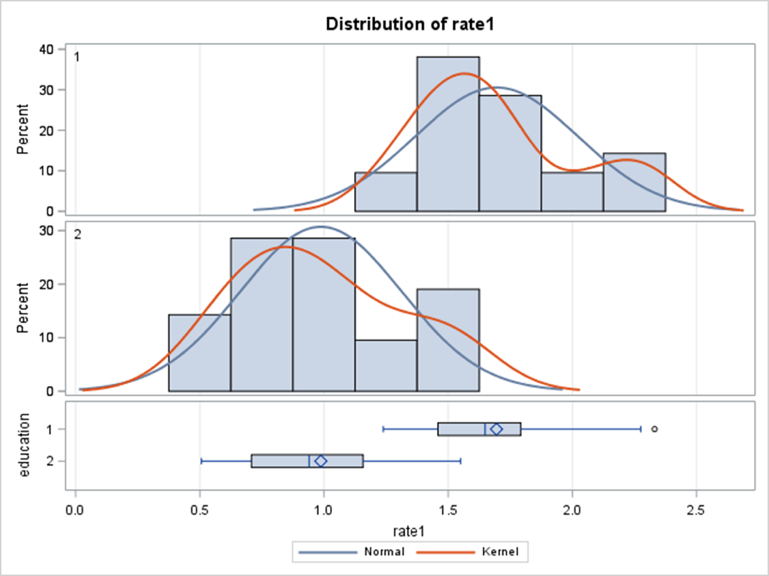 Distribution of rate1
1
40
30
20
10
0
Percent
2
30
20
10
0
Percent
education
1
2
0.0 0.5 1.0 1.5 2.0 2.5
rate1
Normal Kernel